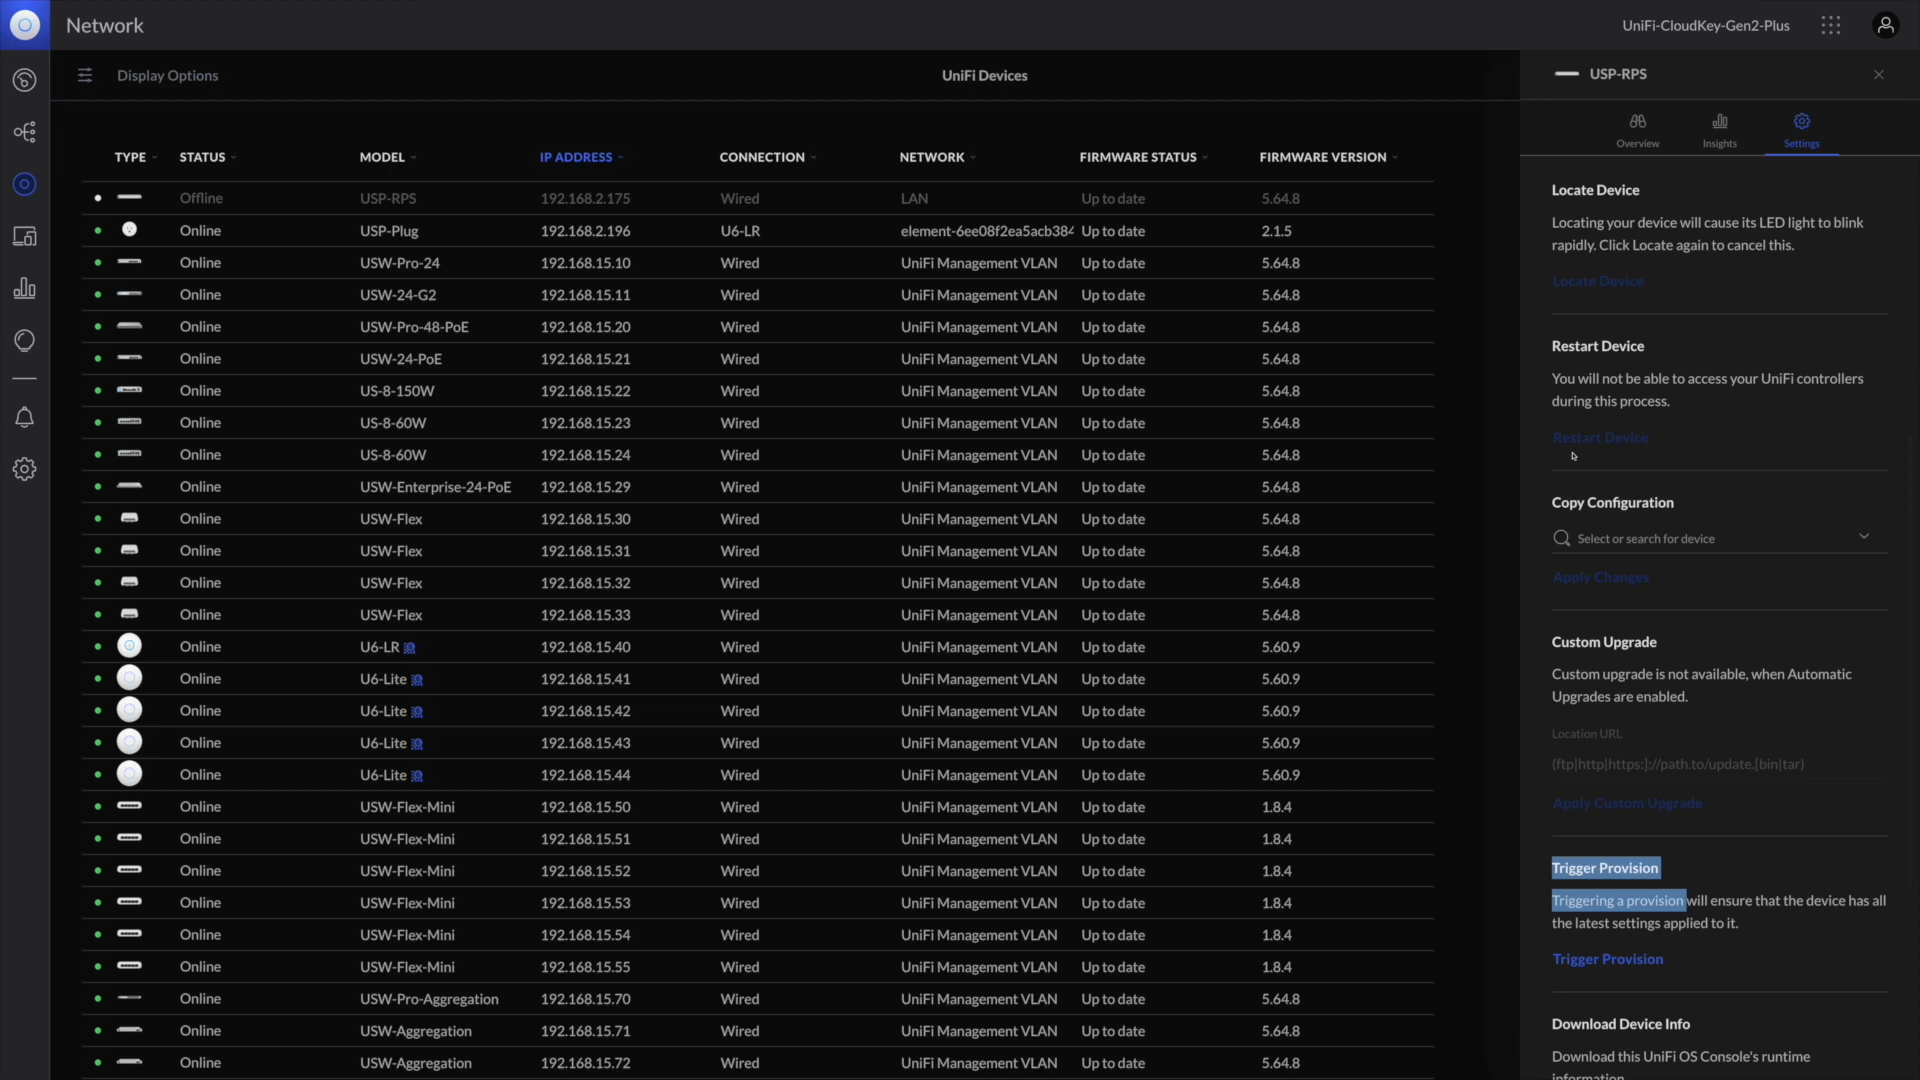 Network
UniFi-CloudKey-Gen2-Plus
Display Options
UniFi Devices
TYPE STATUS MODEL IP ADDRESS CONNECTION NETWORK FIRMWARE STATUS FIRMWARE VERSION
Offline USP-RPS 192.168.2.175 Wired LAN Up to date 5.64.8
Online USP-Plug 192.168.2.196 U6-LR element-6ee08f2ea5acb384 Up to date 2.1.5
Online USW-Pro-24 192.168.15.10 Wired UniFi Management VLAN Up to date 5.64.8
Online USW-24-G2 192.168.15.11 Wired UniFi Management VLAN Up to date 5.64.8
Online USW-Pro-48-PoE 192.168.15.20 Wired UniFi Management VLAN Up to date 5.64.8
Online USW-24-PoE 192.168.15.21 Wired UniFi Management VLAN Up to date 5.64.8
Online US-8-150W 192.168.15.22 Wired UniFi Management VLAN Up to date 5.64.8
Online US-8-60W 192.168.15.23 Wired UniFi Management VLAN Up to date 5.64.8
Online US-8-60W 192.168.15.24 Wired UniFi Management VLAN Up to date 5.64.8
Online USW-Enterprise-24-PoE 192.168.15.29 Wired UniFi Management VLAN Up to date 5.64.8
Online USW-Flex 192.168.15.30 Wired UniFi Management VLAN Up to date 5.64.8
Online USW-Flex 192.168.15.31 Wired UniFi Management VLAN Up to date 5.64.8
Online USW-Flex 192.168.15.32 Wired UniFi Management VLAN Up to date 5.64.8
Online USW-Flex 192.168.15.33 Wired UniFi Management VLAN Up to date 5.64.8
Online U6-LR 192.168.15.40 Wired UniFi Management VLAN Up to date 5.60.9
Online U6-Lite 192.168.15.41 Wired UniFi Management VLAN Up to date 5.60.9
Online U6-Lite 192.168.15.42 Wired UniFi Management VLAN Up to date 5.60.9
Online U6-Lite 192.168.15.43 Wired UniFi Management VLAN Up to date 5.60.9
Online U6-Lite 192.168.15.44 Wired UniFi Management VLAN Up to date 5.60.9
Online USW-Flex-Mini 192.168.15.50 Wired UniFi Management VLAN Up to date 1.8.4
Online USW-Flex-Mini 192.168.15.51 Wired UniFi Management VLAN Up to date 1.8.4
Online USW-Flex-Mini 192.168.15.52 Wired UniFi Management VLAN Up to date 1.8.4
Online USW-Flex-Mini 192.168.15.53 Wired UniFi Management VLAN Up to date 1.8.4
Online USW-Flex-Mini 192.168.15.54 Wired UniFi Management VLAN Up to date 1.8.4
Online USW-Flex-Mini 192.168.15.55 Wired UniFi Management VLAN Up to date 1.8.4
Online USW-Pro-Aggregation 192.168.15.70 Wired UniFi Management VLAN Up to date 5.64.8
Online USW-Aggregation 192.168.15.71 Wired UniFi Management VLAN Up to date 5.64.8
Online USW-Aggregation 192.168.15.72 Wired UniFi Management VLAN Up to date 5.64.8
USP-RPS
Overview Insights Settings
Locate Device
Locating your device will cause its LED light to blink
rapidly. Click Locate again to cancel this.
Locate Device
Restart Device
You will not be able to access your UniFi controllers
during this process.
Restart Device
Copy Configuration
Select or search for device
Apply Changes
Custom Upgrade
Custom upgrade is not available, when Automatic
Upgrades are enabled.
Location URL
(ftp|http|https:]://path.to/update.[bin|tar)
Apply Custom Upgrade
Trigger Provision
Triggering a provision will ensure that the device has all
the latest settings applied to it.
Trigger Provision
Download Device Info
Download this UniFi OS Console's runtime
information